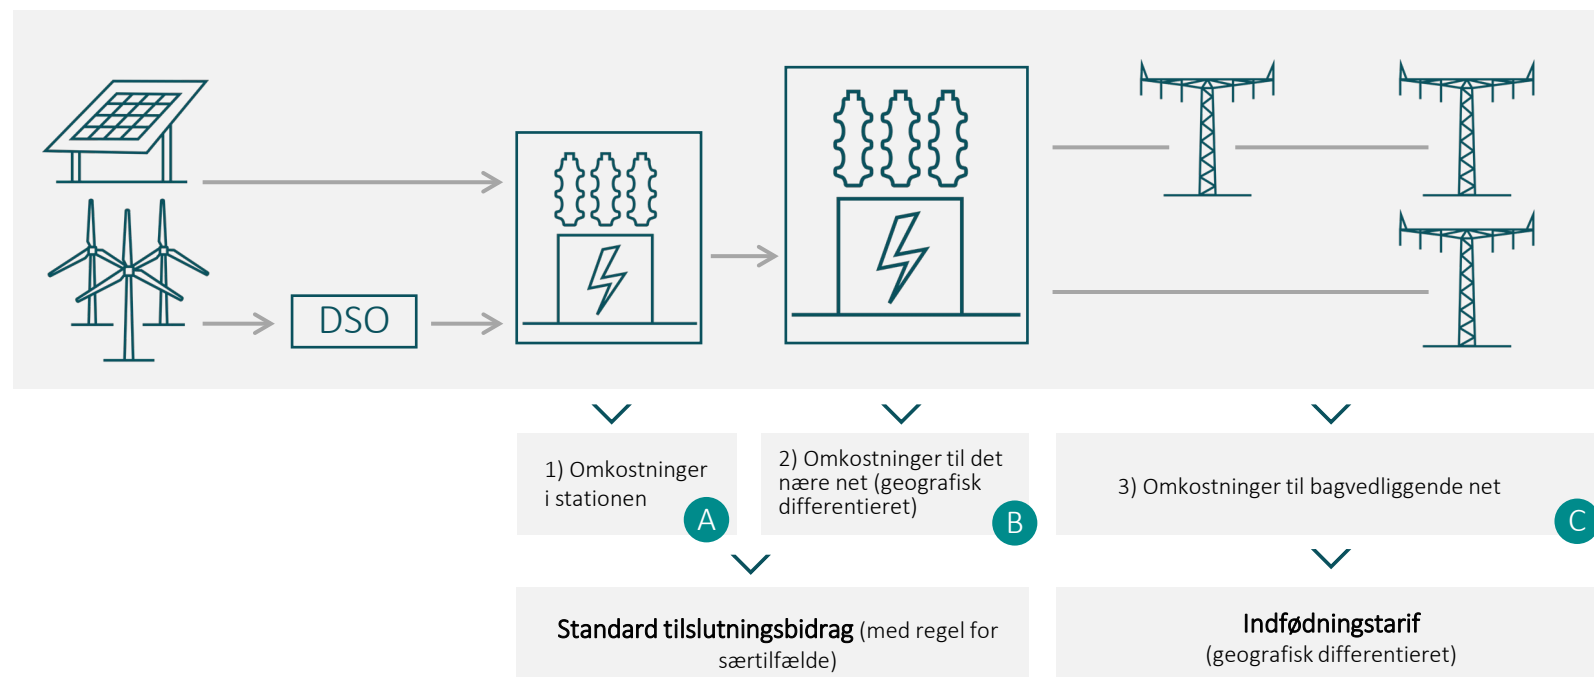 DSO
1) Omkostninger
i stationen
A
2) Omkostninger til det
nære net (geografisk
differentieret)
B
3) Omkostninger til bagvedliggende net
C
Standard tilslutningsbidrag (med regel for
særtilfælde)
Indfødningstarif
(geografisk differentieret)